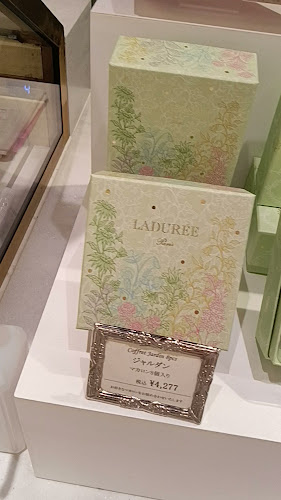 LADURÉE
Paris
Coffret Jardin 8pcs
ジャルダン
マカロン8個入り
税込 ¥4,277